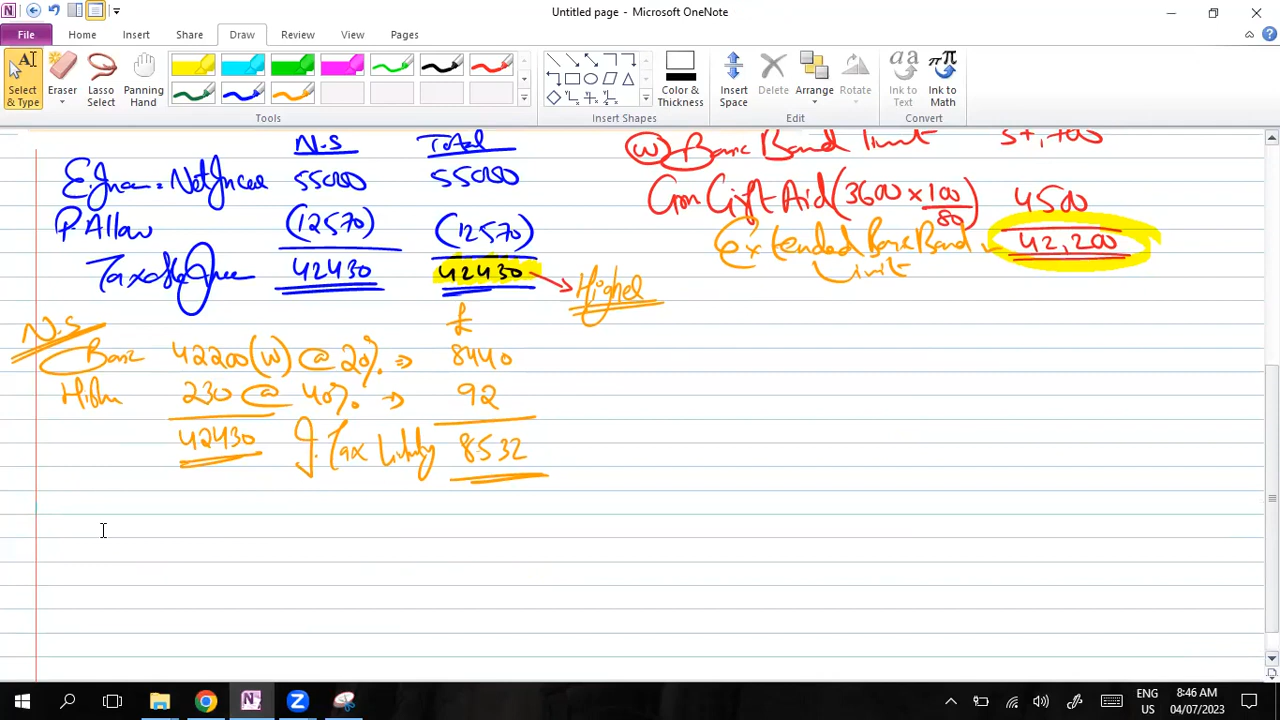 Untitled page - Microsoft OneNote
File Home Insert Share Draw Review View Pages
Select & Type
Eraser
Lasso Select
Panning Hand
Color & Thickness
Insert Space
Delete
Arrange
Rotate
Ink to Text
Ink to Math
Tools
Insert Shapes
Edit
Convert
N.S Total
E.Income = Net Income 55000 55000
P. Allow (12570) (12570)
Taxable Income 42430 42430
Higher
(W) Basic Band limit 37,700
Gift Aid (3600 × 100/80) 4500
Extended Basic Band Limit 42,200
£
N.S
Basic 42200 (W) @ 20% ⇒ 8440
Higher 230 @ 40% → 92
42430 I. Tax Liability 8532
ENG
US
8:46 AM
04/07/2023